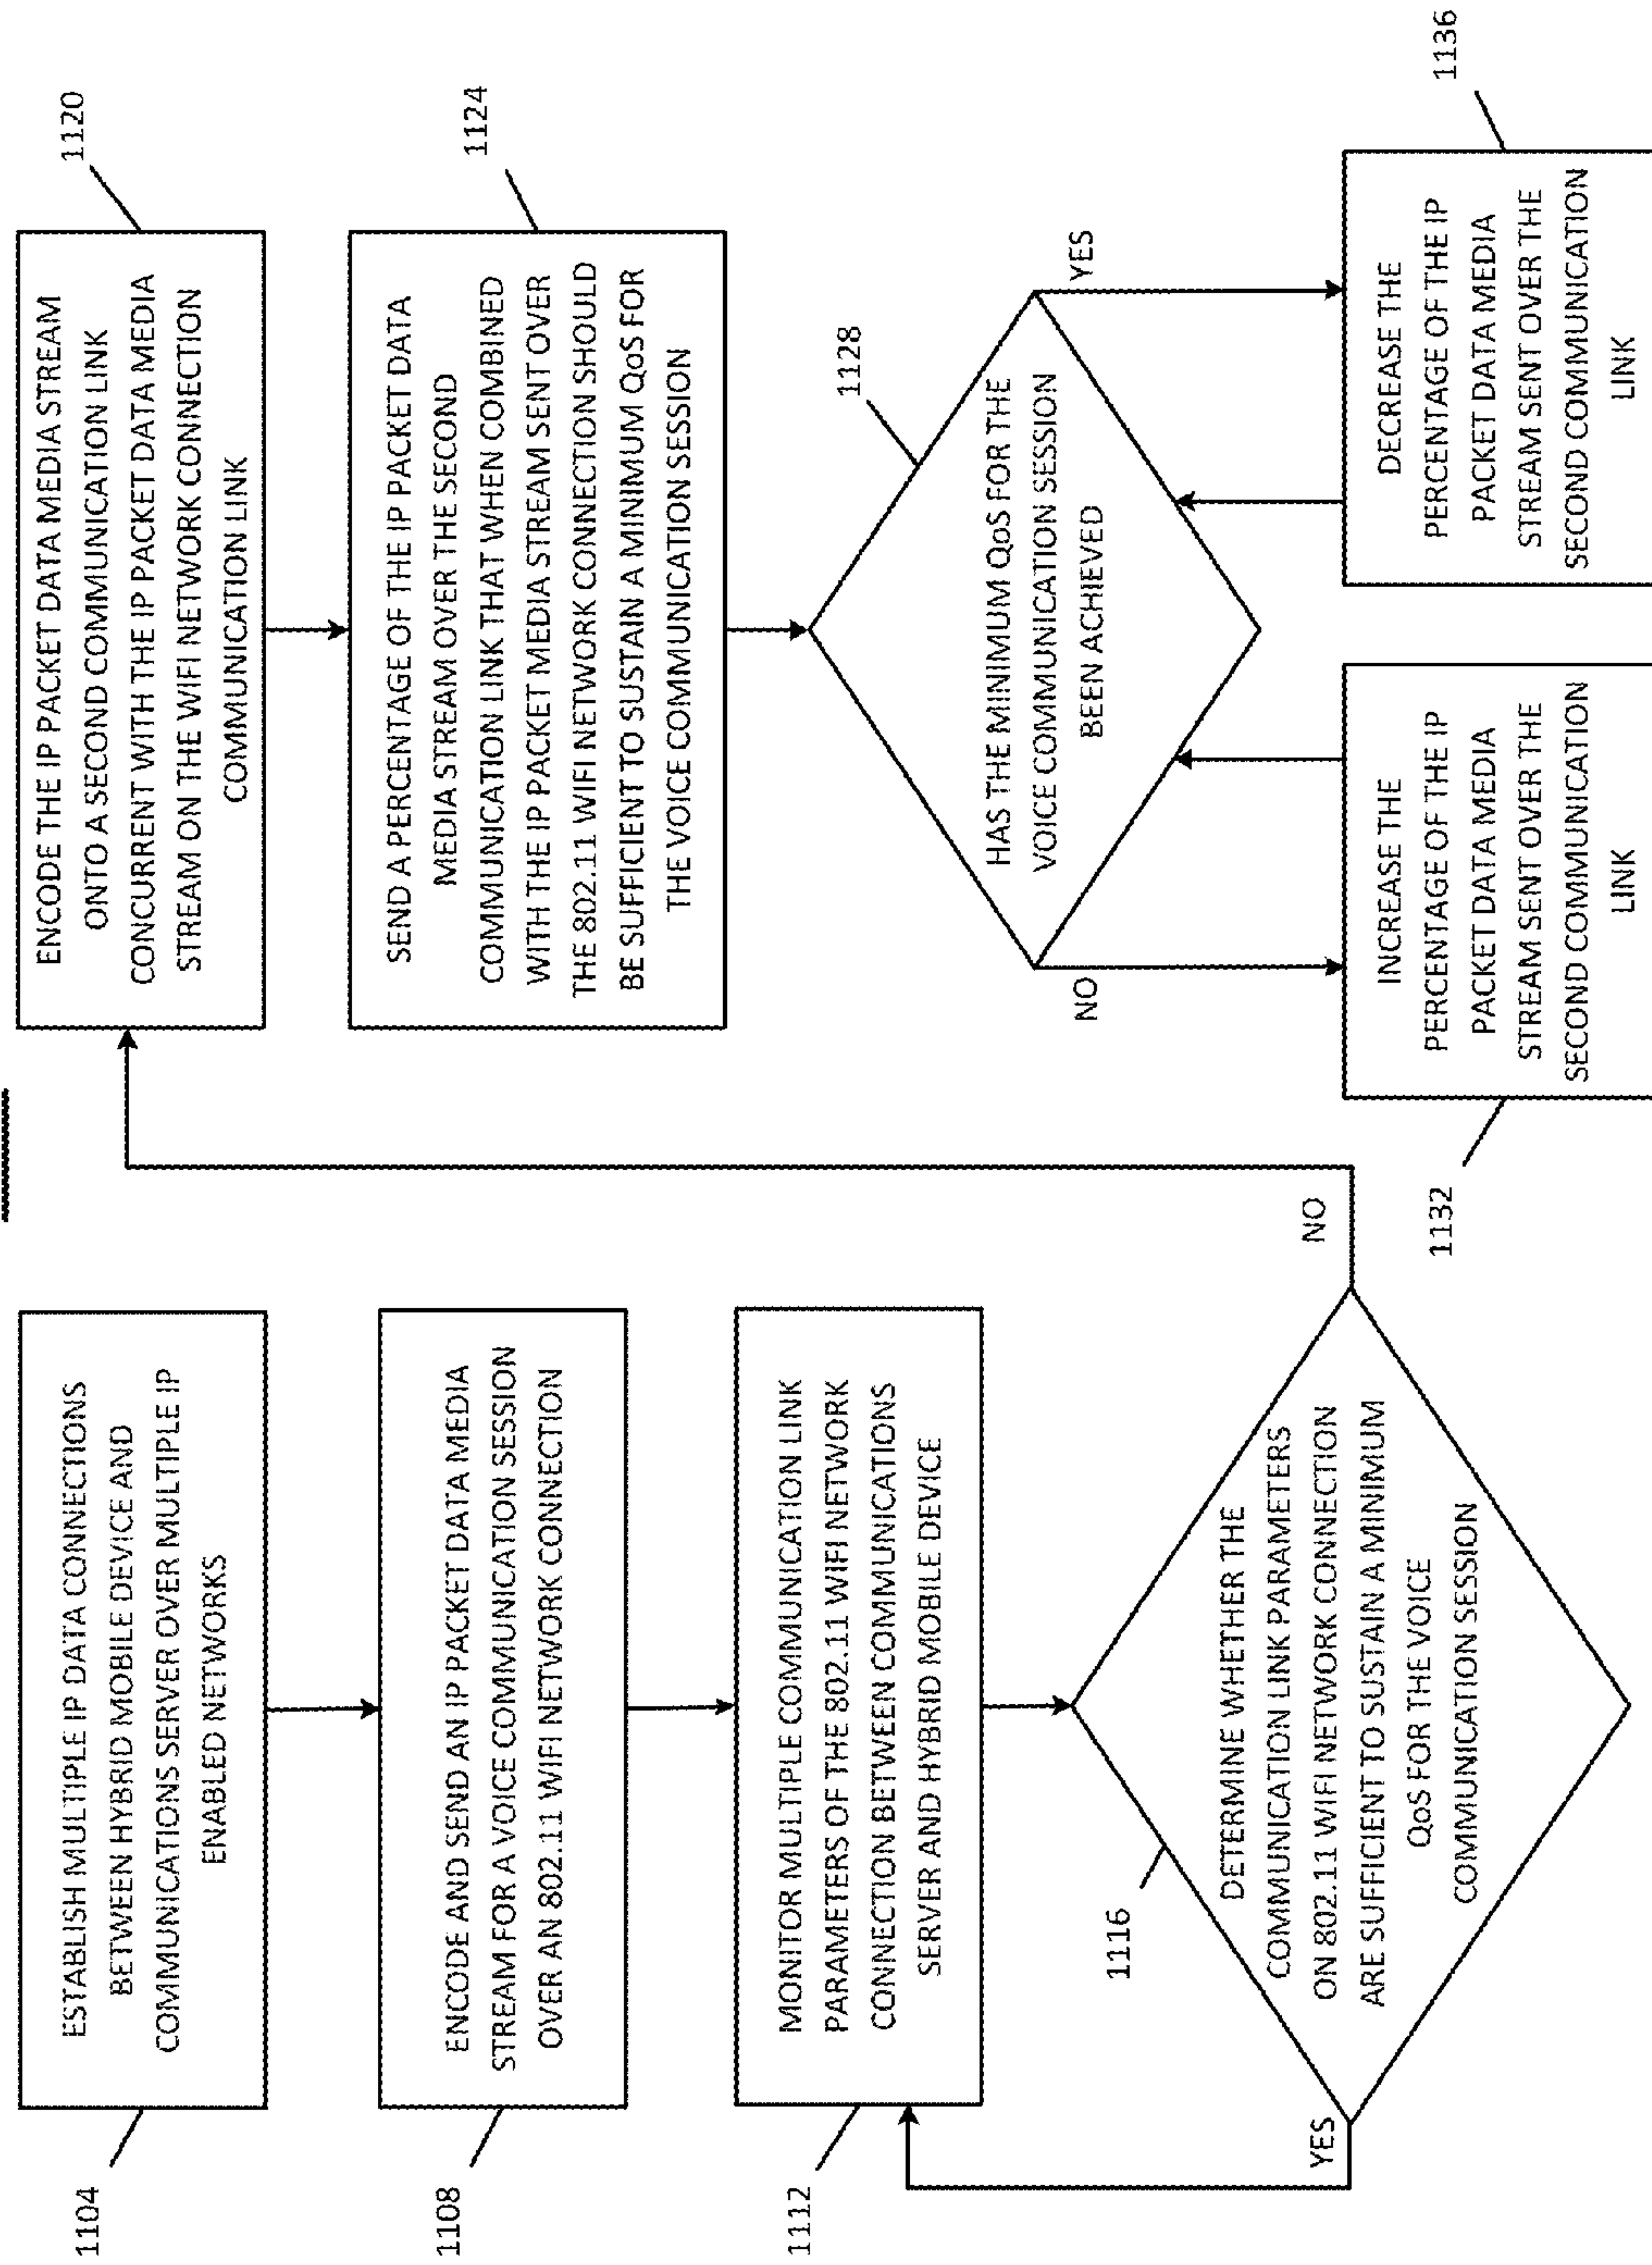 1104
ESTABLISH MULTIPLE IP DATA CONNECTIONS
BETWEEN HYBRID MOBILE DEVICE AND
COMMUNICATIONS SERVER OVER MULTIPLE IP
ENABLED NETWORKS
1108
ENCODE AND SEND AN IP PACKET DATA MEDIA
STREAM FOR A VOICE COMMUNICATION SESSION
OVER AN 802.11 WIFI NETWORK CONNECTION
1112
MONITOR MULTIPLE COMMUNICATION LINK
PARAMETERS OF THE 802.11 WIFI NETWORK
CONNECTION BETWEEN COMMUNICATIONS
SERVER AND HYBRID MOBILE DEVICE
1116
DETERMINE WHETHER THE
COMMUNICATION LINK PARAMETERS
ON 802.11 WIFI NETWORK CONNECTION
ARE SUFFICIENT TO SUSTAIN A MINIMUM
QoS FOR THE VOICE
COMMUNICATION SESSION
YES
NO
1120
ENCODE THE IP PACKET DATA MEDIA STREAM
ONTO A SECOND COMMUNICATION LINK
CONCURRENT WITH THE IP PACKET DATA MEDIA
STREAM ON THE WIFI NETWORK CONNECTION
COMMUNICATION LINK
1124
SEND A PERCENTAGE OF THE IP PACKET DATA
MEDIA STREAM OVER THE SECOND
COMMUNICATION LINK THAT WHEN COMBINED
WITH THE IP PACKET MEDIA STREAM SENT OVER
THE 802.11 WIFI NETWORK CONNECTION SHOULD
BE SUFFICIENT TO SUSTAIN A MINIMUM QoS FOR
THE VOICE COMMUNICATION SESSION
1128
HAS THE MINIMUM QoS FOR THE
VOICE COMMUNICATION SESSION
BEEN ACHIEVED
NO
YES
1132
INCREASE THE
PERCENTAGE OF THE IP
PACKET DATA MEDIA
STREAM SENT OVER THE
SECOND COMMUNICATION
LINK
1136
DECREASE THE
PERCENTAGE OF THE IP
PACKET DATA MEDIA
STREAM SENT OVER THE
SECOND COMMUNICATION
LINK